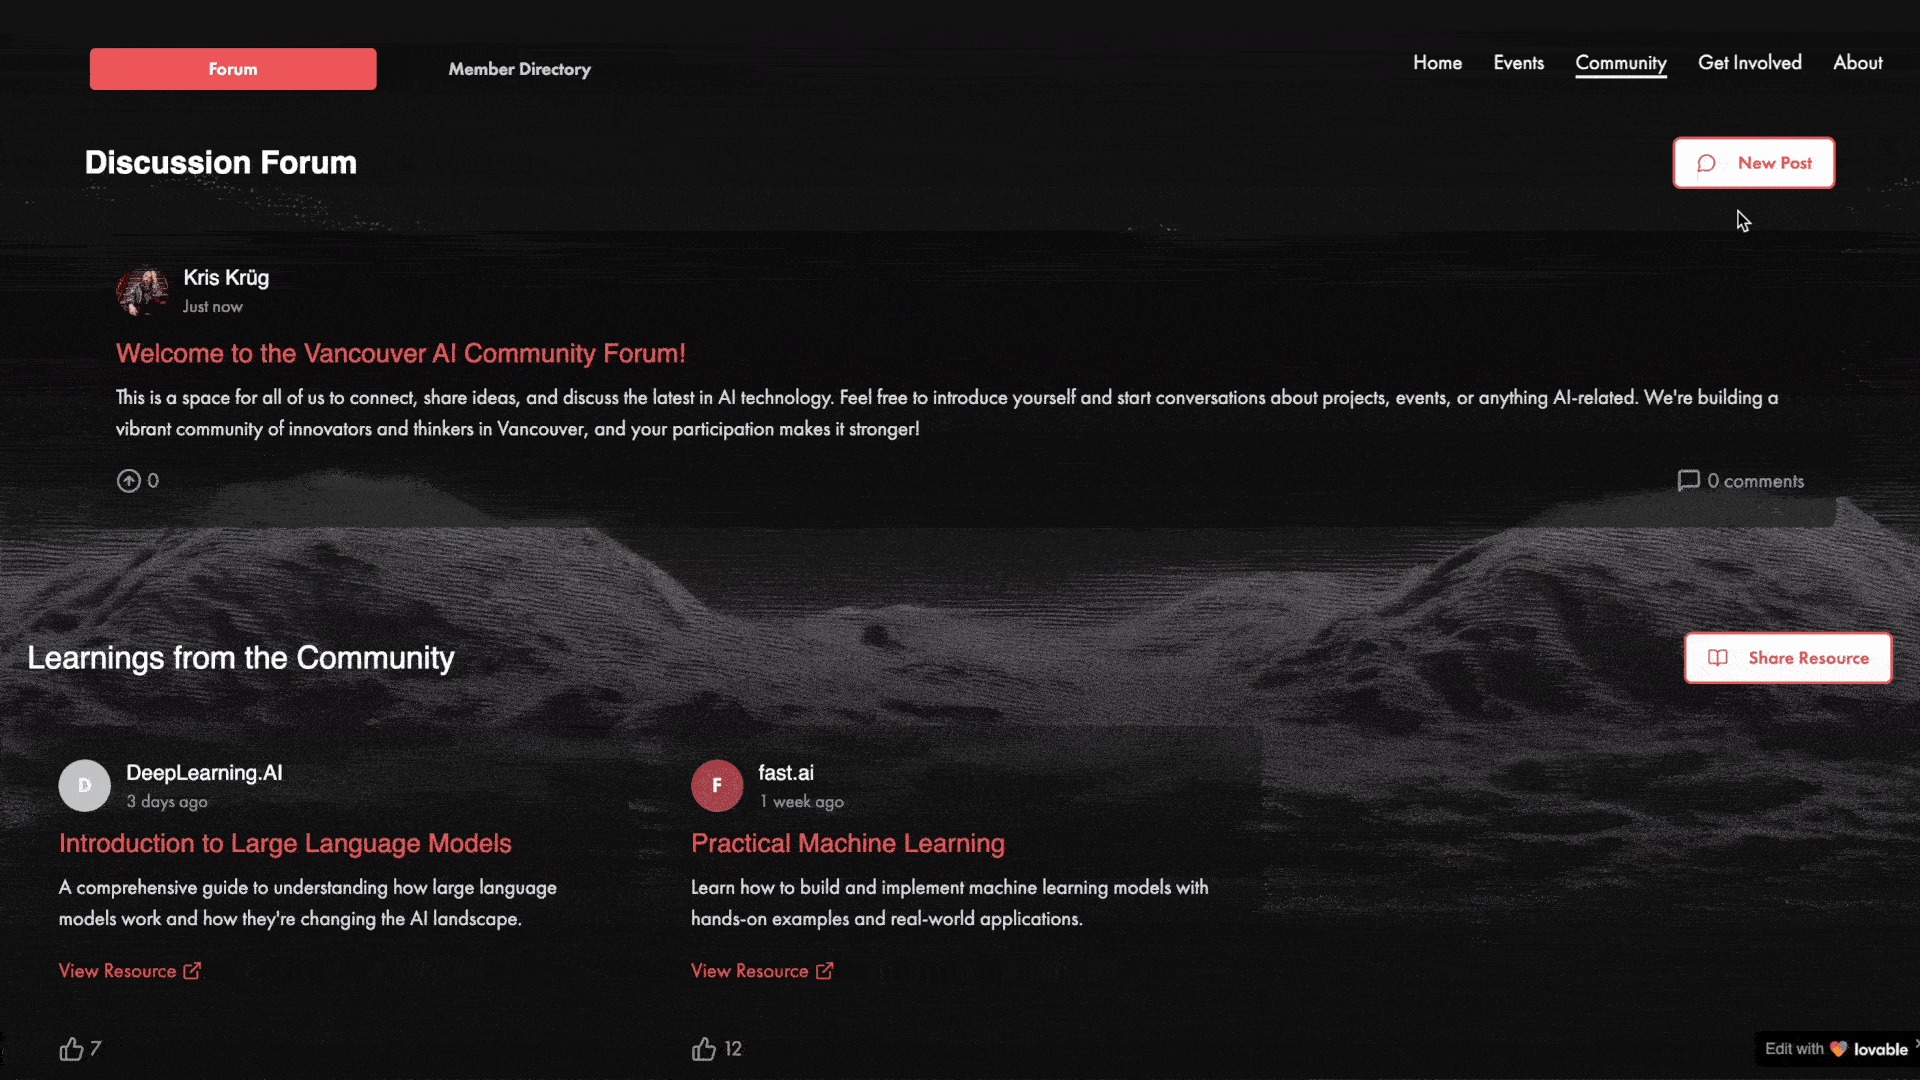 Forum
Member Directory
Home
Events
Community
Get Involved
About
Discussion Forum
New Post
Kris Krüg
Just now
Welcome to the Vancouver AI Community Forum!
This is a space for all of us to connect, share ideas, and discuss the latest in AI technology. Feel free to introduce yourself and start conversations about projects, events, or anything AI-related. We're building a
vibrant community of innovators and thinkers in Vancouver, and your participation makes it stronger!
0
0 comments
Learnings from the Community
Share Resource
D
DeepLearning.AI
3 days ago
Introduction to Large Language Models
A comprehensive guide to understanding how large language
models work and how they're changing the AI landscape.
View Resource
7
F
fast.ai
1 week ago
Practical Machine Learning
Learn how to build and implement machine learning models with
hands-on examples and real-world applications.
View Resource
12
Edit with lovable